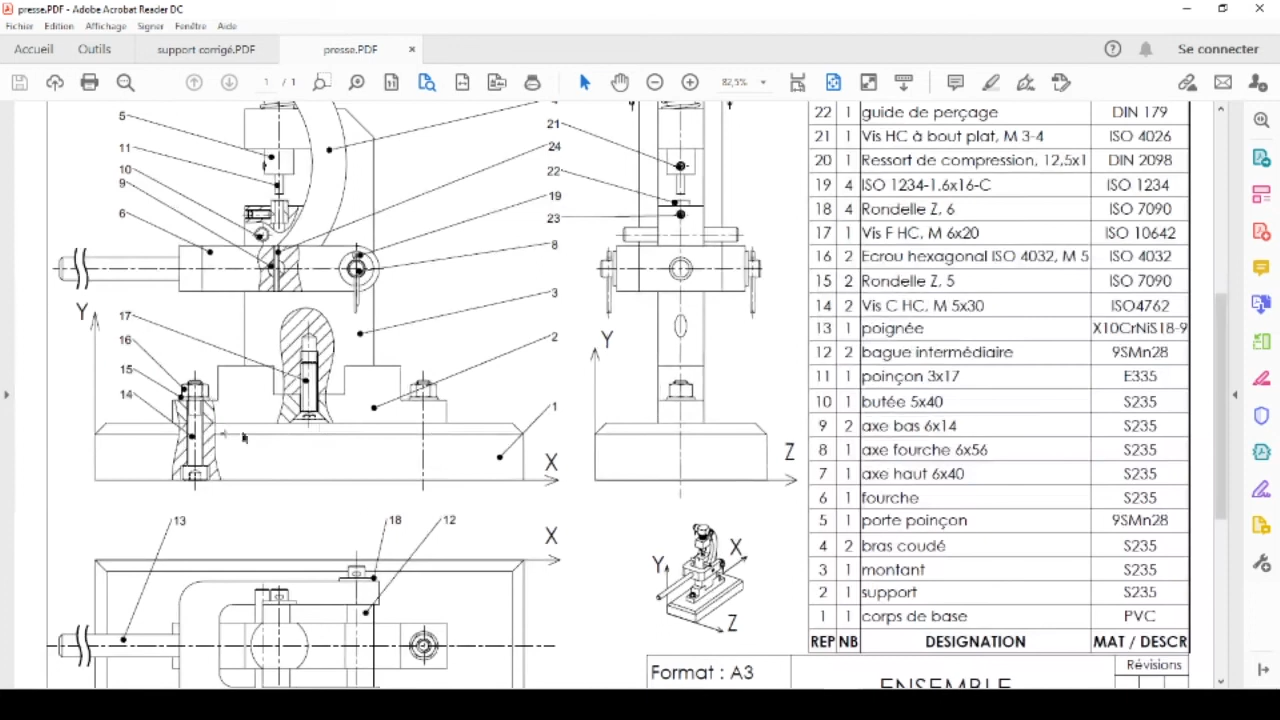 presse.PDF - Adobe Acrobat Reader DC
Fichier Edition Affichage Signer Fenêtre Aide
Accueil Outils support corrigé.PDF presse.PDF × Se connecter
1 / 1 82,5%
5
11
10
9
6
17
16
15
14
21
24
22
19
23
8
3
2
1
Y
X
Y
Z
13
18
12
X
Y
X
Z
22 1 guide de perçage DIN 179
21 1 Vis HC à bout plat, M 3-4 ISO 4026
20 1 Ressort de compression, 12,5x1 DIN 2098
19 4 ISO 1234-1.6x16-C ISO 1234
18 4 Rondelle Z, 6 ISO 7090
17 1 Vis F HC, M 6x20 ISO 10642
16 2 Ecrou hexagonal ISO 4032, M 5 ISO 4032
15 2 Rondelle Z, 5 ISO 7090
14 2 Vis C HC, M 5x30 ISO4762
13 1 poignée X10CrNiS18-9
12 2 bague intermédiaire 9SMn28
11 1 poinçon 3x17 E335
10 1 butée 5x40 S235
9 2 axe bas 6x14 S235
8 1 axe fourche 6x56 S235
7 1 axe haut 6x40 S235
6 1 fourche S235
5 1 porte poinçon 9SMn28
4 2 bras coudé S235
3 1 montant S235
2 1 support S235
1 1 corps de base PVC
REP NB DESIGNATION MAT / DESCR
Format : A3
ENSEMBLE
Révisions